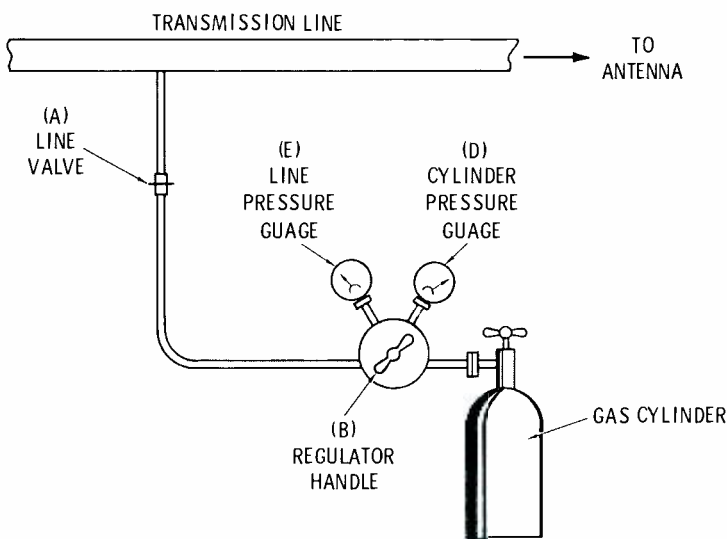 TRANSMISSION LINE
TO
ANTENNA
(A)
LINE
VALVE
(E)
LINE
PRESSURE
GUAGE
(D)
CYLINDER
PRESSURE
GUAGE
GAS CYLINDER
(B)
REGULATOR
HANDLE